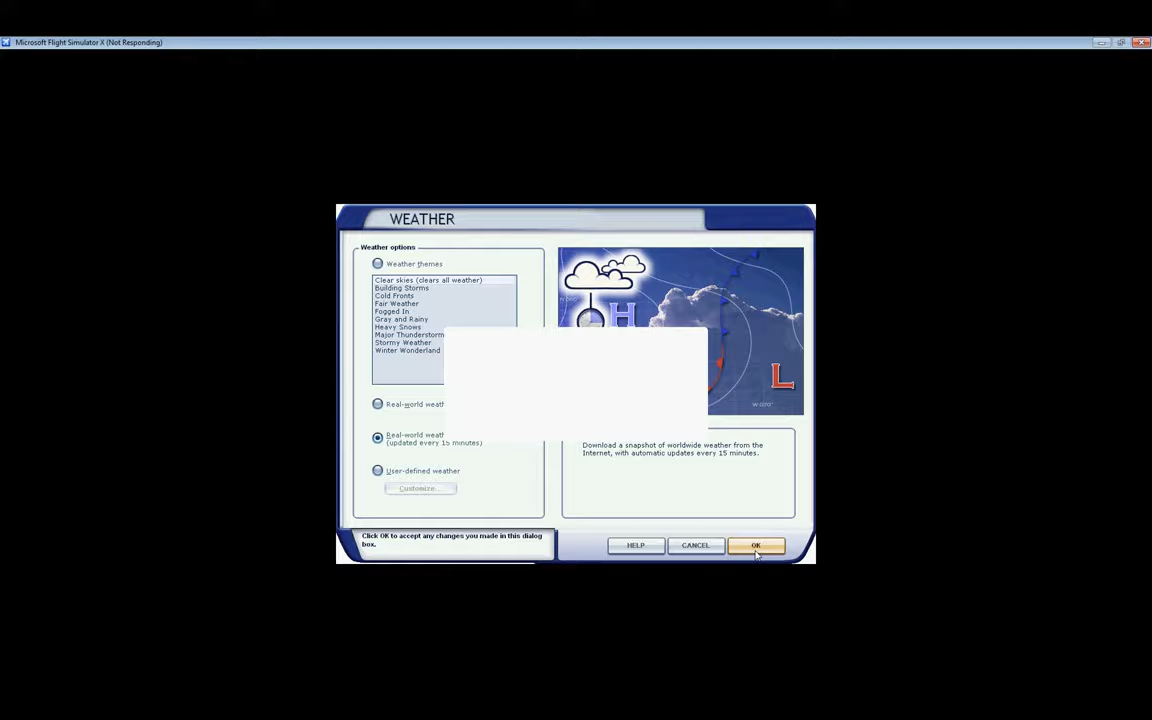 Microsoft Flight Simulator X (Not Responding)
WEATHER
Weather options
Weather themes
Clear skies (clears all weather)
Building Storms
Cold Fronts
Fair Weather
Fogged In
Gray and Rainy
Heavy Snows
Major Thunderstorm
Stormy Weather
Winter Wonderland
Real-world
Real-world
(updated every 15 minutes)
User-defined weather
Customize...
H
L
Download a snapshot of worldwide weather from the
Internet, with automatic updates every 15 minutes.
Click OK to accept any changes you made in this dialog
box.
HELP
CANCEL
OK